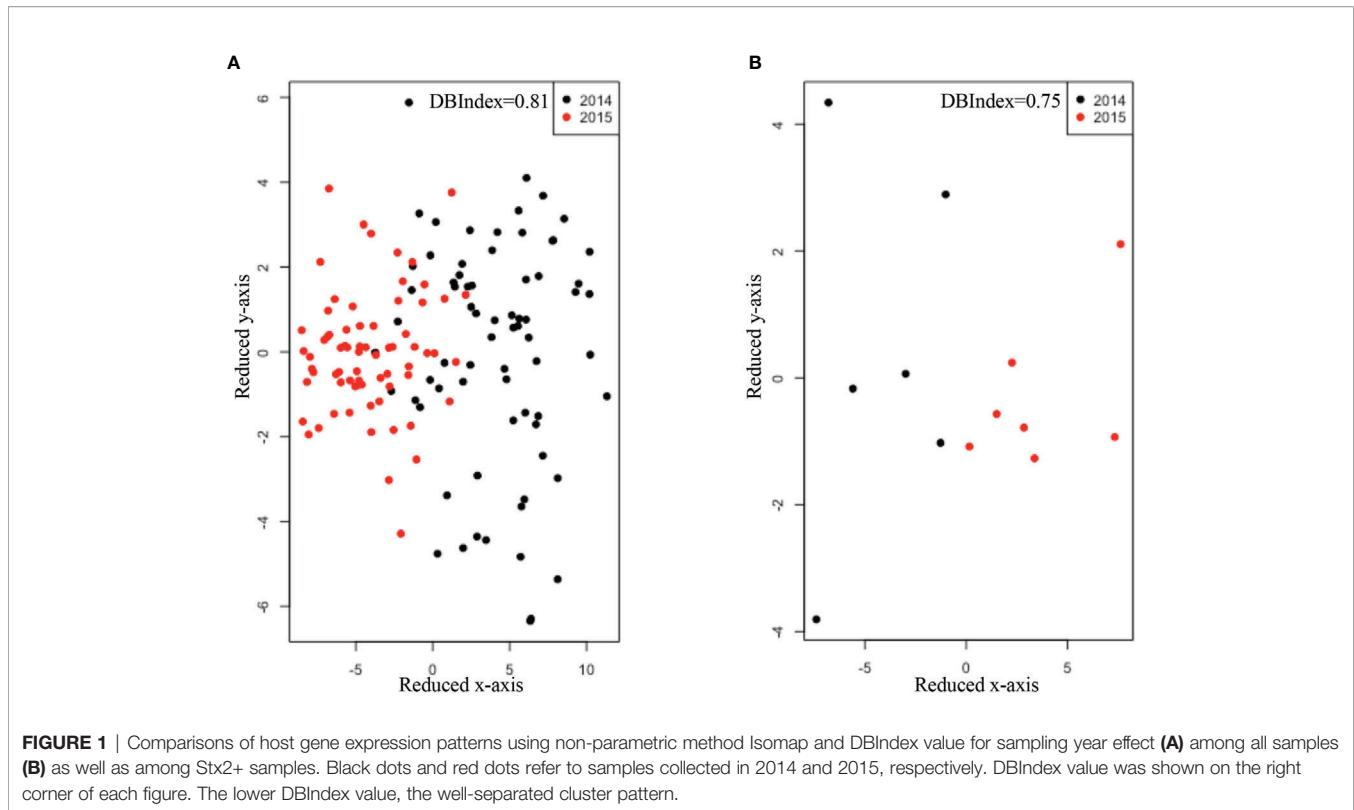 A
B
DBIndex=0.81
2014
2015
DBIndex=0.75
2014
2015
6
4
2
0
-2
-4
-6
Reduced y-axis
-5
0
5
10
Reduced x-axis
4
2
0
-2
-4
Reduced y-axis
-5
0
5
Reduced x-axis
FIGURE 1 | Comparisons of host gene expression patterns using non-parametric method Isomap and DBIndex value for sampling year effect (A) among all samples
(B) as well as among Stx2+ samples. Black dots and red dots refer to samples collected in 2014 and 2015, respectively. DBIndex value was shown on the right
corner of each figure. The lower DBIndex value, the well-separated cluster pattern.